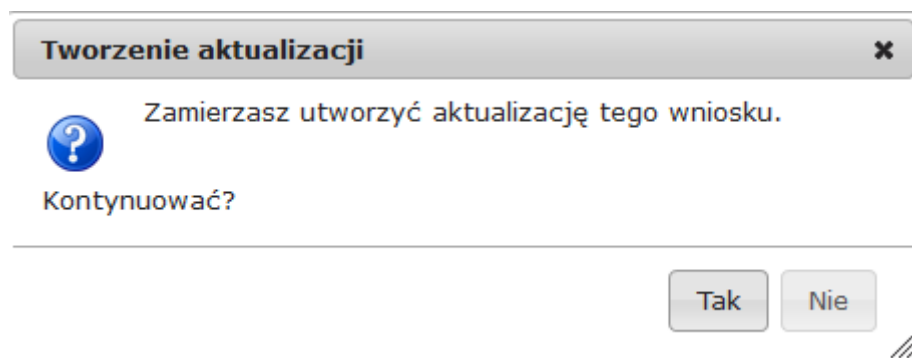 Tworzenie aktualizacji
Zamierzasz utworzyć aktualizację tego wniosku.
Kontynuować?
Tak Nie